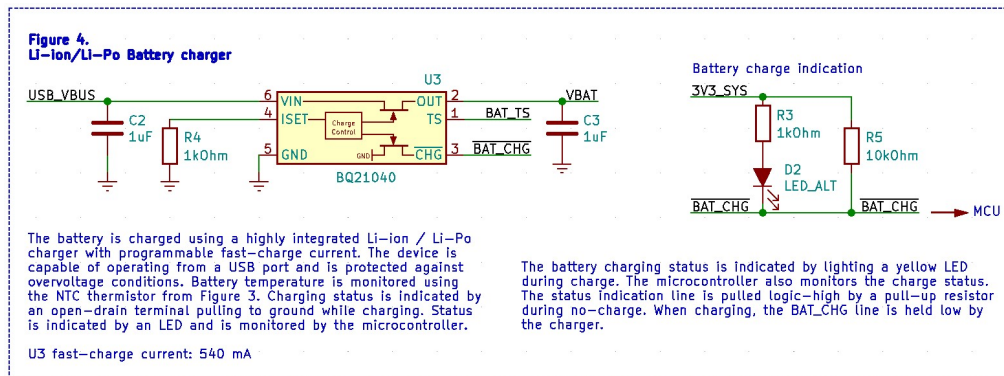 Figure 4.
Li-ion/Li-Po Battery charger
USB_VBUS
C2
1uF
R4
1kOhm
U3
6 VIN OUT 2
4 ISET TS 1
5 GND CHG 3
Charge
Control
GND
BQ21040
VBAT
BAT_TS
BAT_CHG
C3
1uF
Battery charge indication
3V3_SYS
R3
1kOhm
R5
10kOhm
D2
LED_ALT
BAT_CHG
BAT_CHG
MCU
The battery is charged using a highly integrated Li-ion / Li-Po
charger with programmable fast-charge current. The device is
capable of operating from a USB port and is protected against
overvoltage conditions. Battery temperature is monitored using
the NTC thermistor from Figure 3. Charging status is indicated by
an open-drain terminal pulling to ground while charging. Status
is indicated by an LED and is monitored by the microcontroller.
U3 fast-charge current: 540 mA
The battery charging status is indicated by lighting a yellow LED
during charge. The microcontroller also monitors the charge status.
The status indication line is pulled logic-high by a pull-up resistor
during no-charge. When charging, the BAT_CHG line is held low by
the charger.